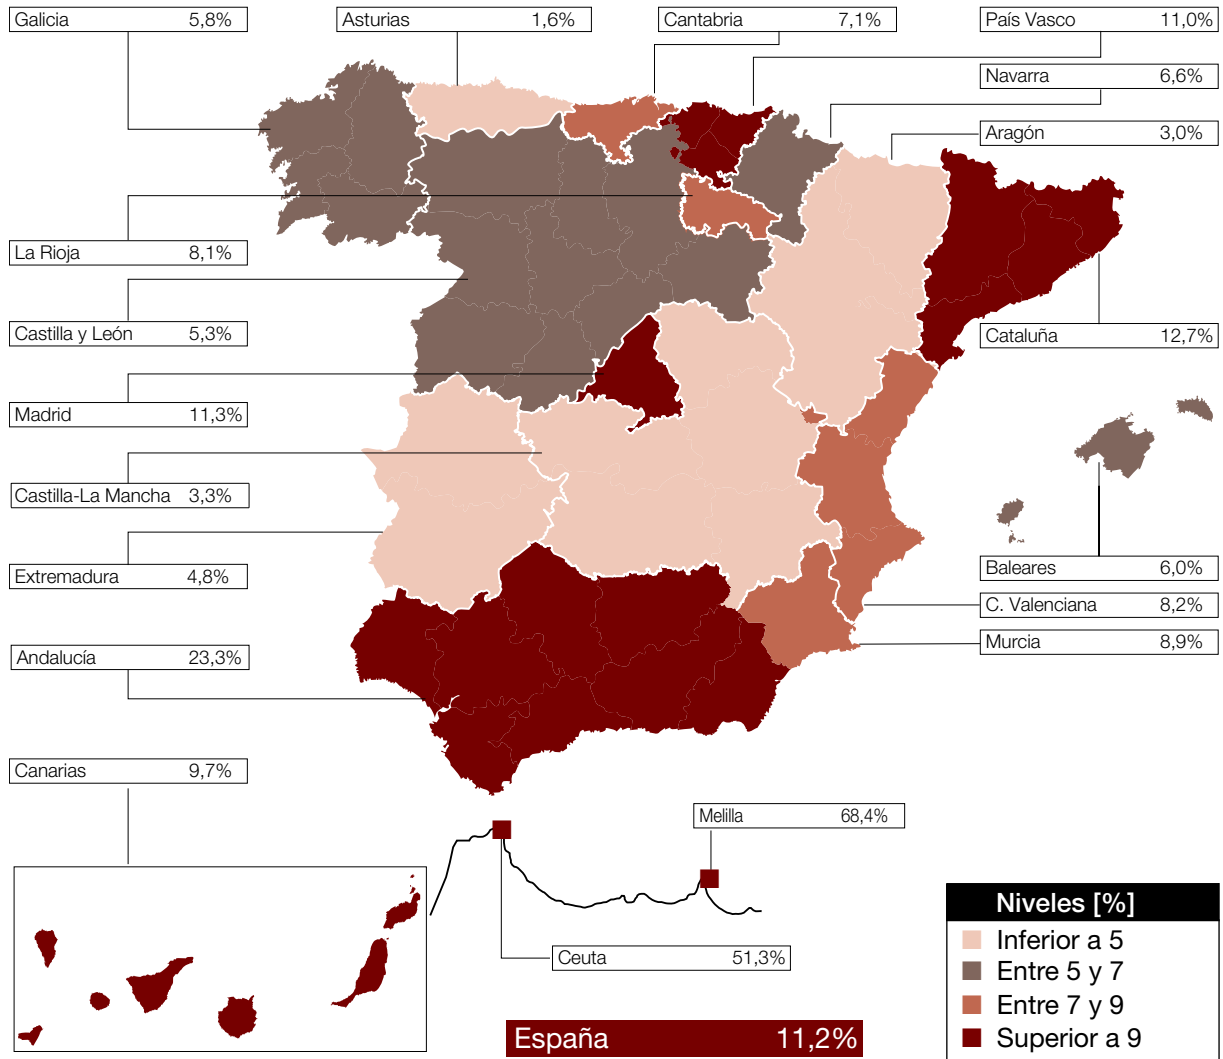 Galicia 5,8%
Asturias 1,6%
Cantabria 7,1%
País Vasco 11,0%
Navarra 6,6%
Aragón 3,0%
La Rioja 8,1%
Castilla y León 5,3%
Cataluña 12,7%
Madrid 11,3%
Castilla-La Mancha 3,3%
Extremadura 4,8%
Baleares 6,0%
C. Valenciana 8,2%
Murcia 8,9%
Andalucía 23,3%
Canarias 9,7%
Melilla 68,4%
Ceuta 51,3%
Niveles [%]
Inferior a 5
Entre 5 y 7
Entre 7 y 9
Superior a 9
España 11,2%